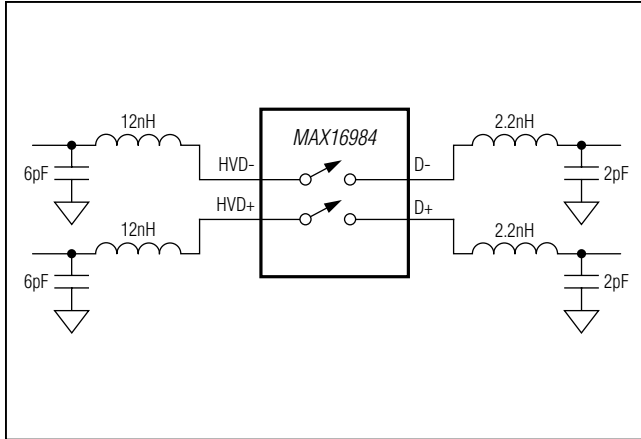 12nH
MAX16984
2.2nH
HVD-
D-
6pF
2pF
HVD+
D+
12nH
2.2nH
6pF
2pF